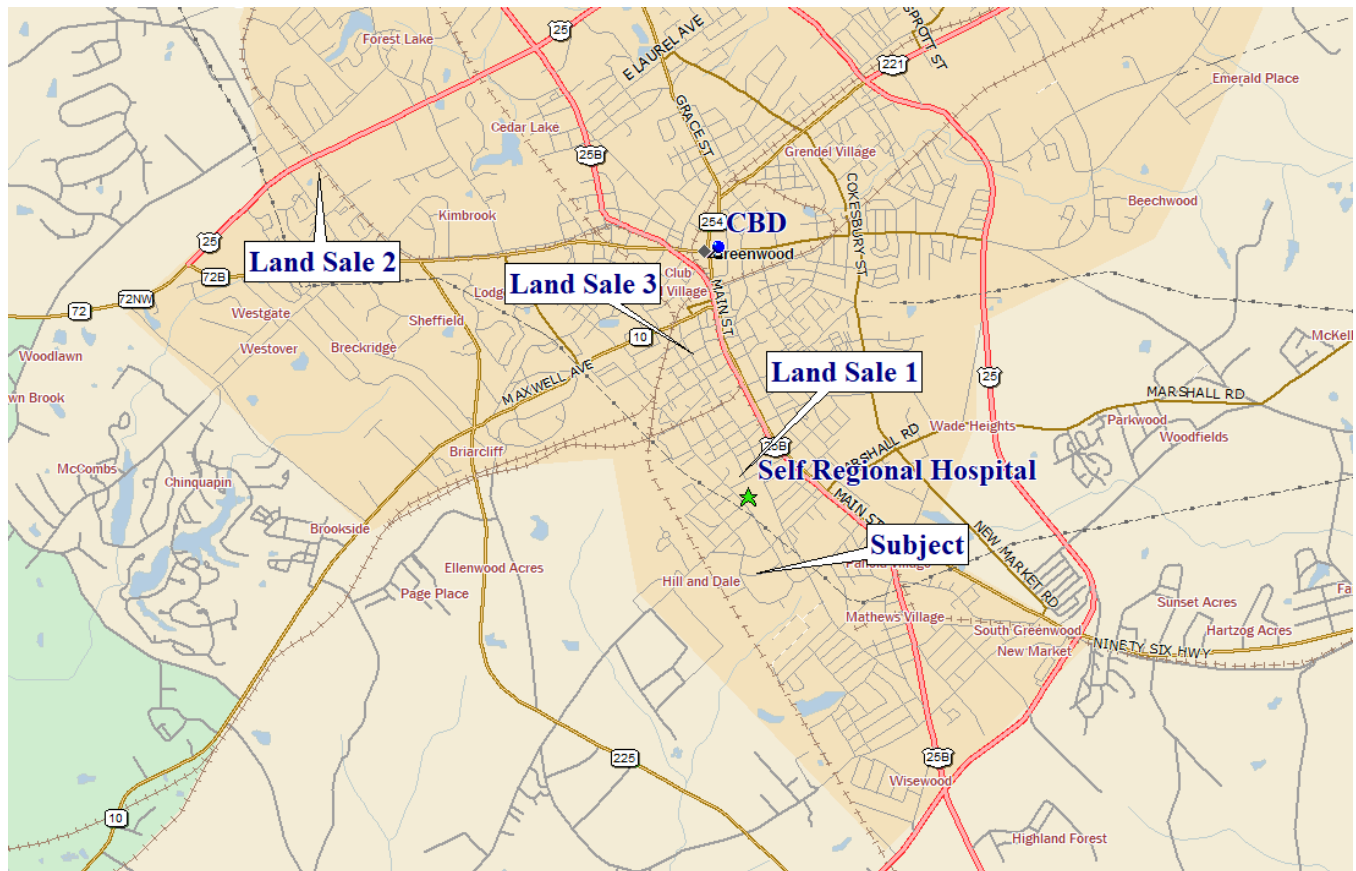 25
SPROTT ST
Forest Lake
E LAUREL AVE
221
Emerald Place
GRACE ST
Cedar Lake
25B
Grendel Village
COKESBURY ST
Beechwood
Kimbrook
254
CBD
25
Greenwood
Land Sale 2
72B
Club
Land Sale 3
Village
72NW
72
Westgate
Sheffield
MAIN ST
10
McKell
Woodlawn
Westover
Breckridge
Land Sale 1
25
wn Brook
MAXWELL AVE
MARSHALL RD
Parkwood
Wade Heights
Woodfields
25B
MARSHALL RD
Briarcliff
McCombs
Self Regional Hospital
Chinquapin
MAIN ST
Brookside
Subject
NEW MARKET RD
Ellenwood Acres
Hill and Dale
Page Place
Sunset Acres
Mathews Village
South Greenwood
Hartzog Acres
New Market
NINETY SIX HWY
225
25B
Wisewood
10
Highland Forest